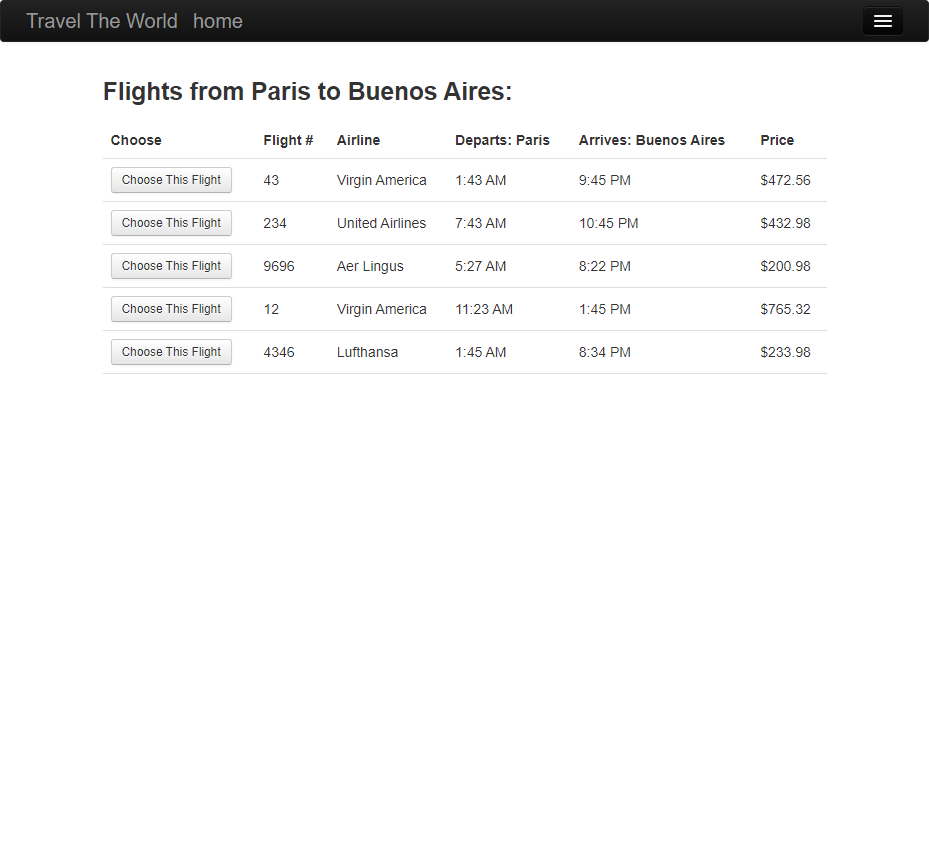 Travel The World home
Flights from Paris to Buenos Aires:
Choose Flight # Airline Departs: Paris Arrives: Buenos Aires Price
Choose This Flight 43 Virgin America 1:43 AM 9:45 PM $472.56
Choose This Flight 234 United Airlines 7:43 AM 10:45 PM $432.98
Choose This Flight 9696 Aer Lingus 5:27 AM 8:22 PM $200.98
Choose This Flight 12 Virgin America 11:23 AM 1:45 PM $765.32
Choose This Flight 4346 Lufthansa 1:45 AM 8:34 PM $233.98